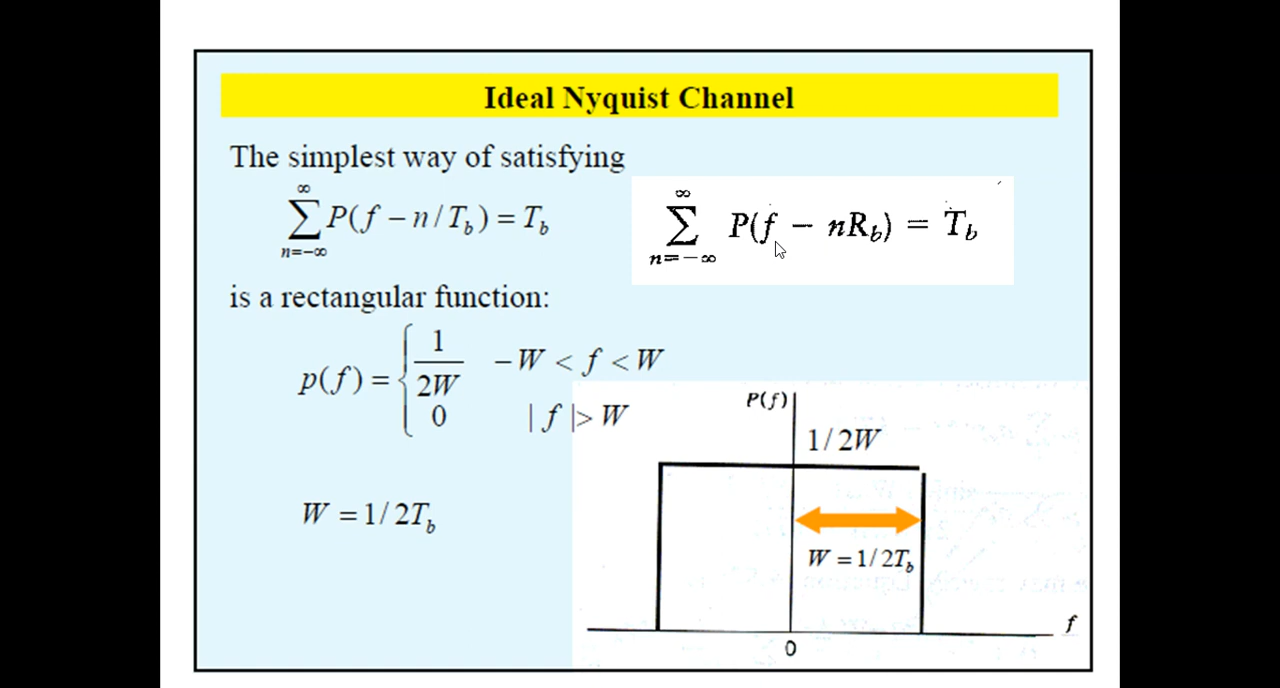 Ideal Nyquist Channel
The simplest way of satisfying
∑_{n=-∞}^{∞} P(f − n/T_b) = T_b
∑_{n=-∞}^{∞} P(f − nR_b) = T_b
is a rectangular function:
p(f) = { 1/2W   −W < f < W
0   | f |> W
W = 1/2T_b
P(f)
1/2W
W = 1/2T_b
f
0